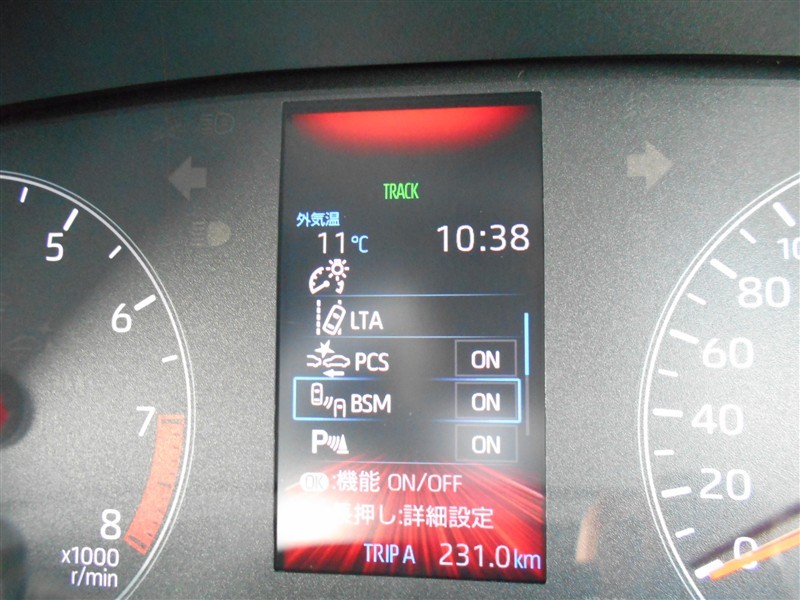 TRACK
外気温
11℃ 10:38
LTA
PCS ON
BSM ON
P ON
OK:機能 ON/OFF
押し:詳細設定
TRIP A 231.0km
5
6
7
8
x1000
r/min
80
60
40
20
0